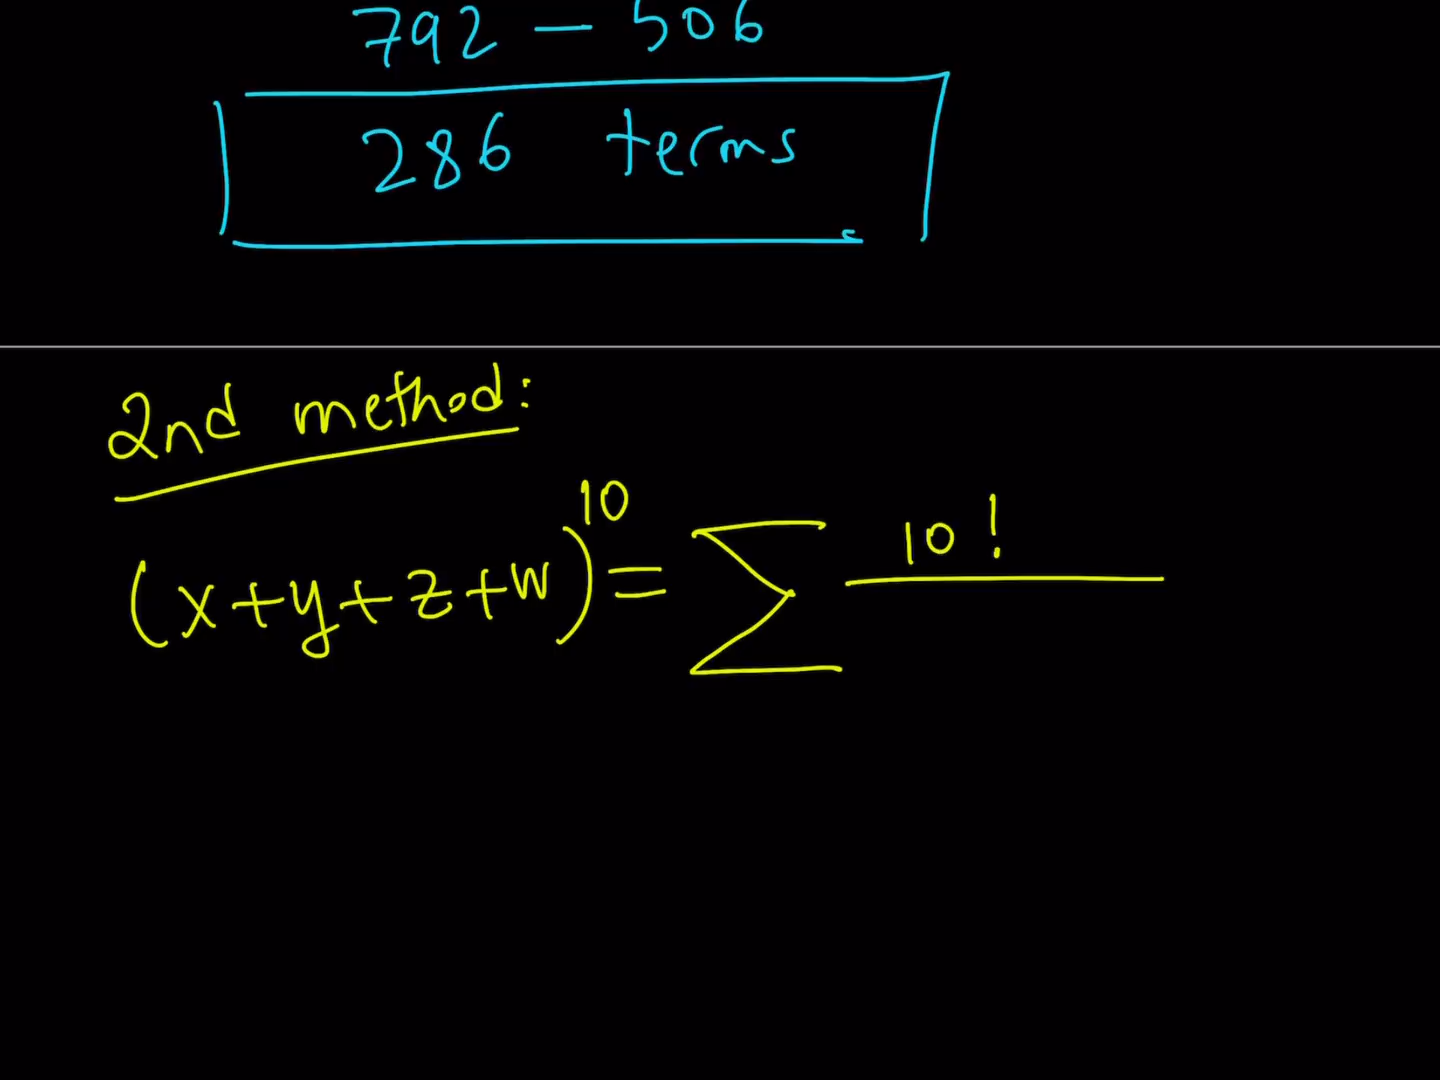 792 - 506
286 terms
2nd method:
(x+y+z+w)^10 = ∑ 10! /